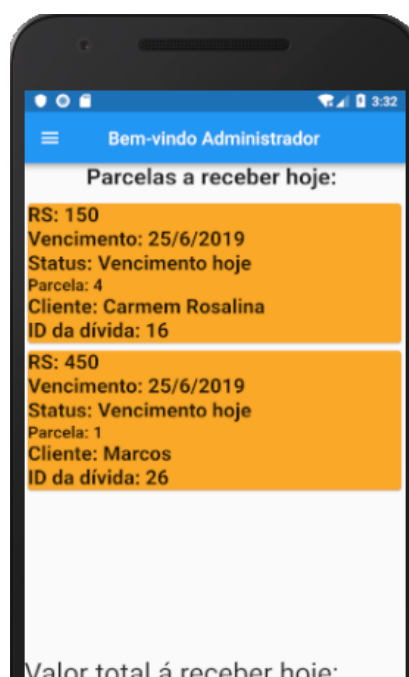 3:32
Bem-vindo Administrador
Parcelas a receber hoje:
RS: 150
Vencimento: 25/6/2019
Status: Vencimento hoje
Parcela: 4
Cliente: Carmem Rosalina
ID da dívida: 16
RS: 450
Vencimento: 25/6/2019
Status: Vencimento hoje
Parcela: 1
Cliente: Marcos
ID da dívida: 26
Valor total á receber hoje: